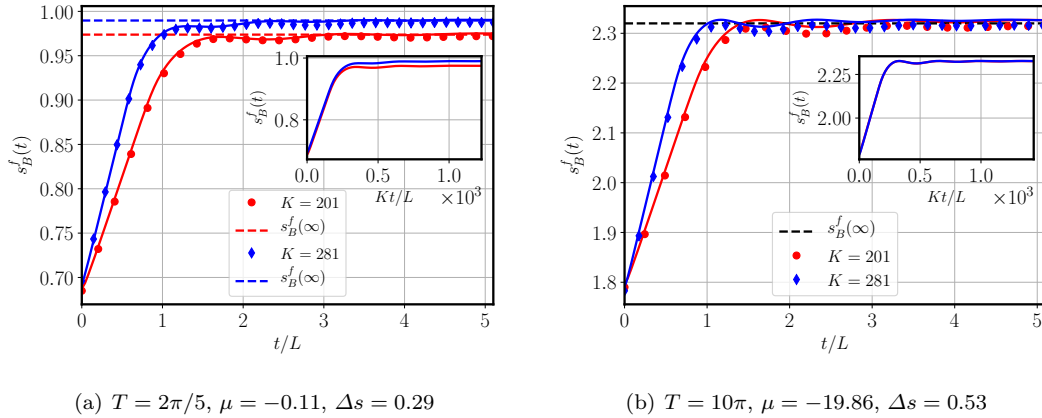 1.00
0.95
0.90
0.85
0.80
0.75
0.70
s_B^f(t)
0
1
2
3
4
5
t/L
1.0
0.8
s_B^f(t)
0.0
0.5
1.0
Kt/L
×10³
K = 201
s_B^f(∞)
K = 281
s_B^f(∞)
2.3
2.2
2.1
2.0
1.9
1.8
s_B^f(t)
0
1
2
3
4
5
t/L
2.25
2.00
s_B^f(t)
0.0
0.5
1.0
Kt/L
×10³
s_B^f(∞)
K = 201
K = 281
(a) T = 2π/5, μ = −0.11, Δs = 0.29
(b) T = 10π, μ = −19.86, Δs = 0.53